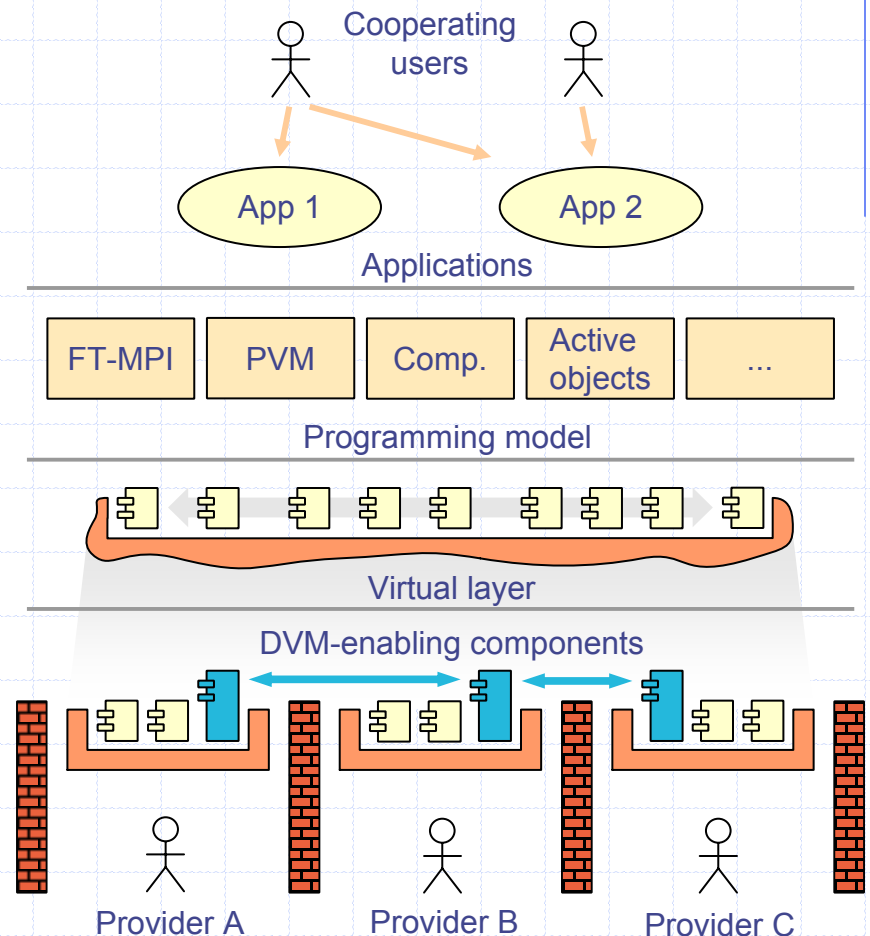 Cooperating
users
App 1
App 2
Applications
FT-MPI
PVM
Comp.
Active
objects
...
Programming model
Virtual layer
DVM-enabling components
Provider A
Provider B
Provider C